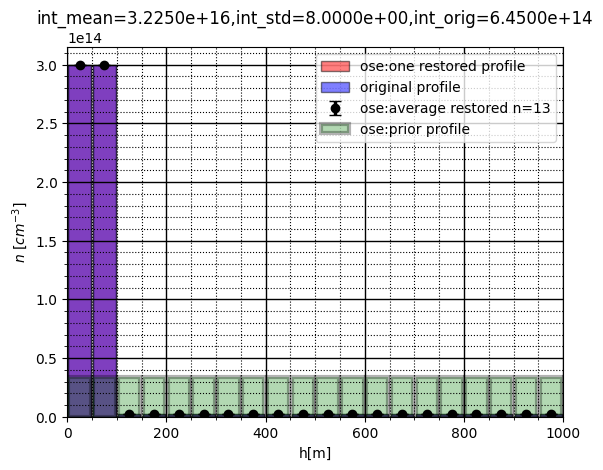 int_mean=3.2250e+16,int_std=8.0000e+00,int_orig=6.4500e+14
1e14
3.0
2.5
2.0
1.5
1.0
0.5
0.0
n [cm⁻³]
ose:one restored profile
original profile
ose:average restored n=13
ose:prior profile
0 200 400 600 800 1000
h[m]